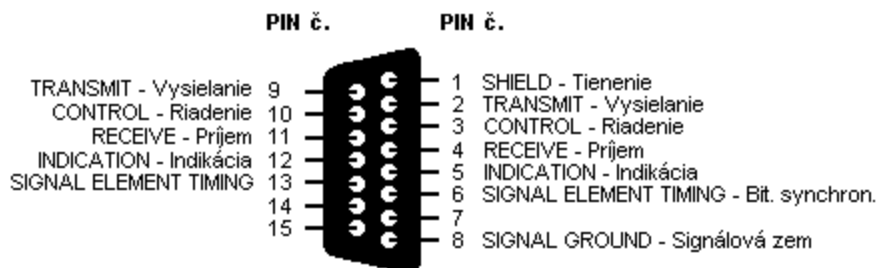 PIN č. PIN č.
TRANSMIT - Vysielanie 9
CONTROL - Riadenie 10
RECEIVE - Príjem 11
INDICATION - Indikácia 12
SIGNAL ELEMENT TIMING 13
14
15
1 SHIELD - Tienenie
2 TRANSMIT - Vysielanie
3 CONTROL - Riadenie
4 RECEIVE - Príjem
5 INDICATION - Indikácia
6 SIGNAL ELEMENT TIMING - Bit. synchron.
7
8 SIGNAL GROUND - Signálová zem